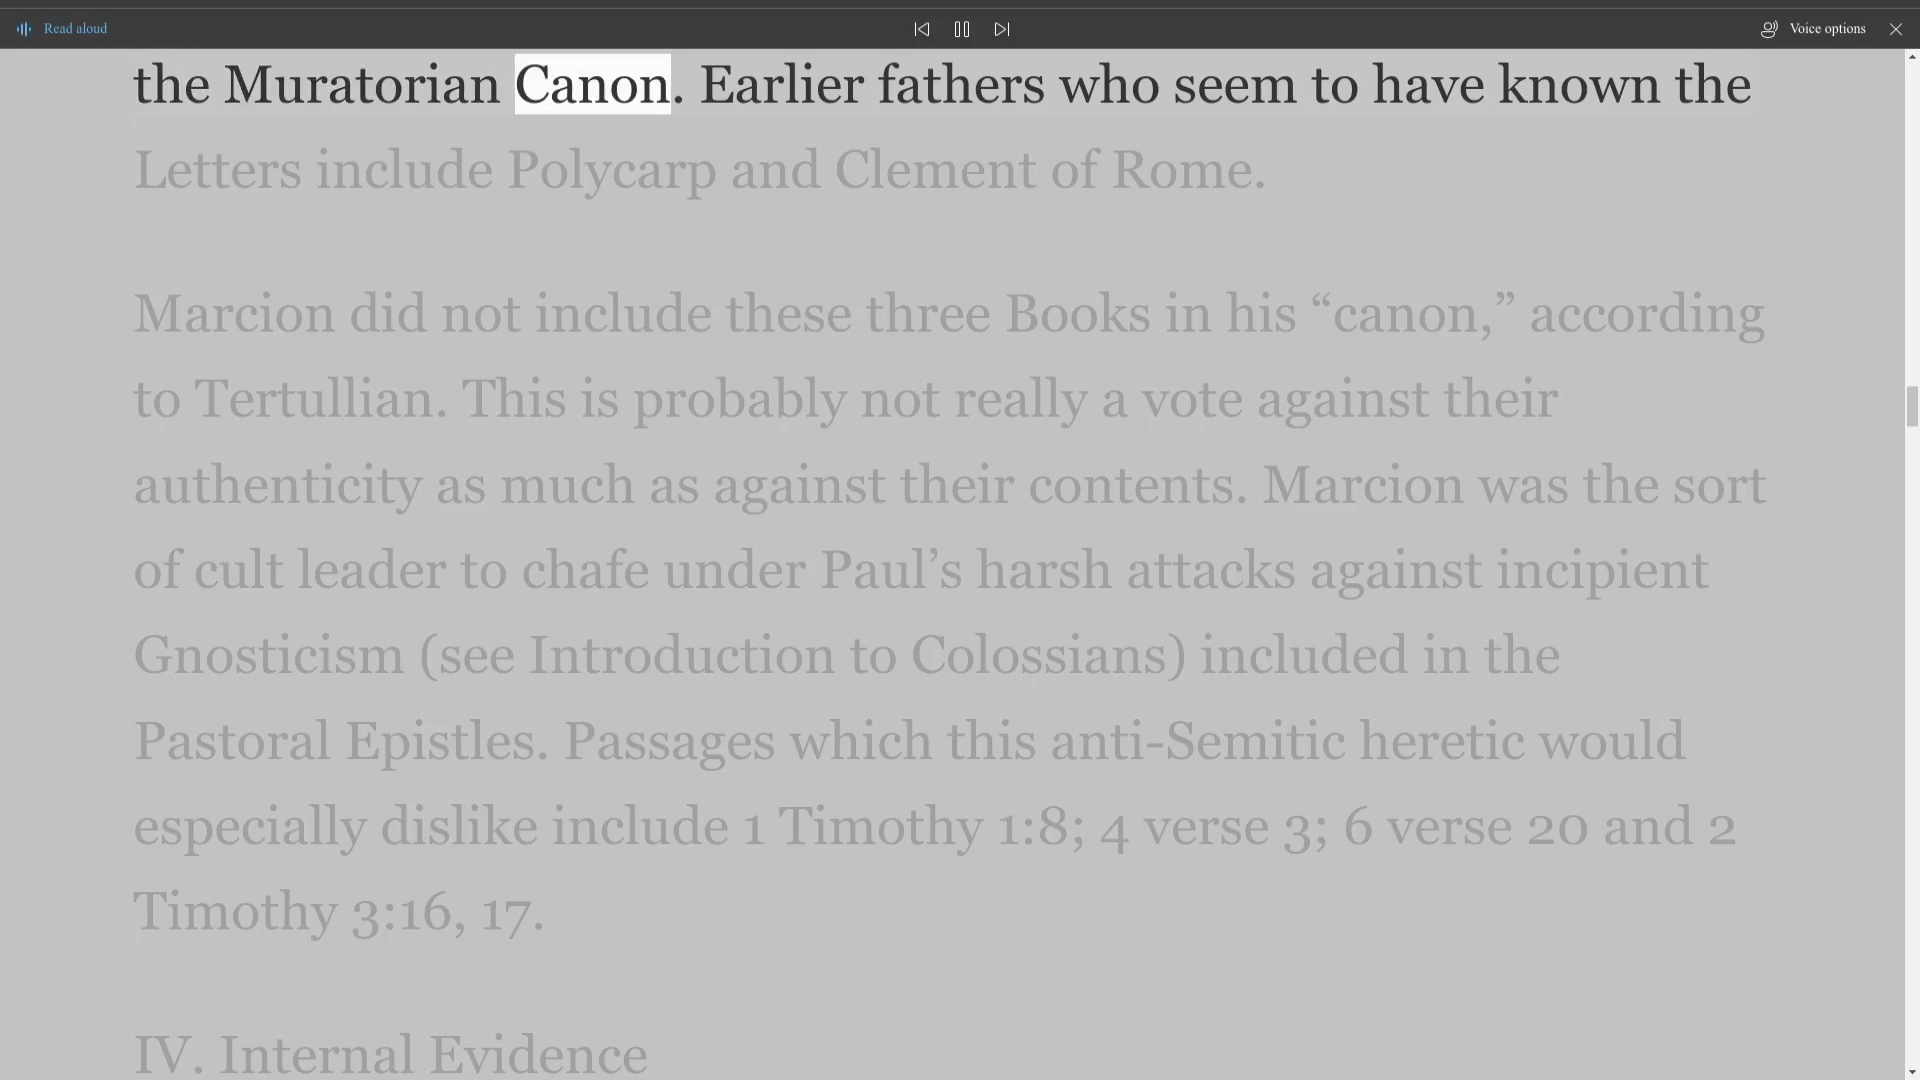 Read aloud
Voice options
the Muratorian Canon. Earlier fathers who seem to have known the
Letters include Polycarp and Clement of Rome.
Marcion did not include these three Books in his “canon,” according
to Tertullian. This is probably not really a vote against their
authenticity as much as against their contents. Marcion was the sort
of cult leader to chafe under Paul’s harsh attacks against incipient
Gnosticism (see Introduction to Colossians) included in the
Pastoral Epistles. Passages which this anti-Semitic heretic would
especially dislike include 1 Timothy 1:8; 4 verse 3; 6 verse 20 and 2
Timothy 3:16, 17.
IV. Internal Evidence